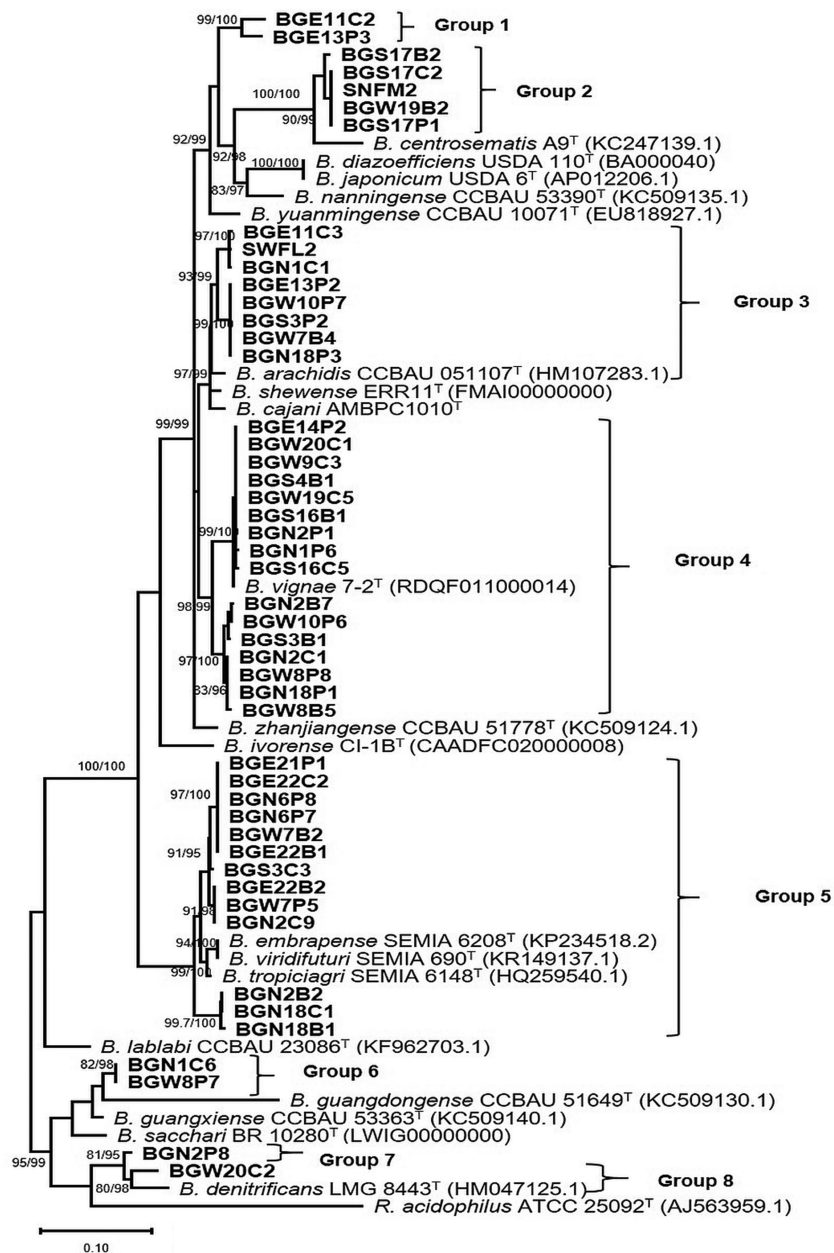 99/100
BGE11C2
BGE13P3
Group 1
BGS17B2
BGS17C2
SNFM2
BGW19B2
BGS17P1
Group 2
100/100
90/99
B. centrosematis A9T (KC247139.1)
92/99
92/98
100/100
B. diazoefficiens USDA 110T (BA000040)
B. japonicum USDA 6T (AP012206.1)
83/97
B. nanningense CCBAU 53390T (KC509135.1)
B. yuanmingense CCBAU 10071T (EU818927.1)
97/100
BGE11C3
SWFL2
BGN1C1
93/99
BGE13P2
BGW10P7
Group 3
BGS3P2
99/100
BGW7B4
BGN18P3
97/99
B. arachidis CCBAU 051107T (HM107283.1)
B. shewense ERR11T (FMAI00000000)
B. cajani AMBPC1010T
99/99
BGE14P2
BGW20C1
BGW9C3
BGS4B1
BGW19C5
BGS16B1
99/100
BGN2P1
BGN1P6
BGS16C5
Group 4
B. vignae 7-2T (RDQF011000014)
98/99
BGN2B7
BGW10P6
BGS3B1
97/100
BGN2C1
BGW8P8
83/96
BGN18P1
BGW8B5
B. zhanjiangense CCBAU 51778T (KC509124.1)
B. ivorense CI-1BT (CAADFC020000008)
100/100
BGE21P1
BGE22C2
97/100
BGN6P8
BGN6P7
BGW7B2
91/95
BGE22B1
BGS3C3
BGE22B2
Group 5
91/98
BGW7P5
BGN2C9
94/100
B. embrapense SEMIA 6208T (KP234518.2)
B. viridifuturi SEMIA 690T (KR149137.1)
99/100
B. tropiciagri SEMIA 6148T (HQ259540.1)
BGN2B2
BGN18C1
99.7/100
BGN18B1
B. lablabi CCBAU 23086T (KF962703.1)
82/98
BGN1C6
BGW8P7
Group 6
B. guangdongense CCBAU 51649T (KC509130.1)
B. guangxiense CCBAU 53363T (KC509140.1)
B. sacchari BR 10280T (LWIG00000000)
95/99
81/95
BGN2P8
Group 7
BGW20C2
80/98
B. denitrificans LMG 8443T (HM047125.1)
Group 8
R. acidophilus ATCC 25092T (AJ563959.1)
0.10